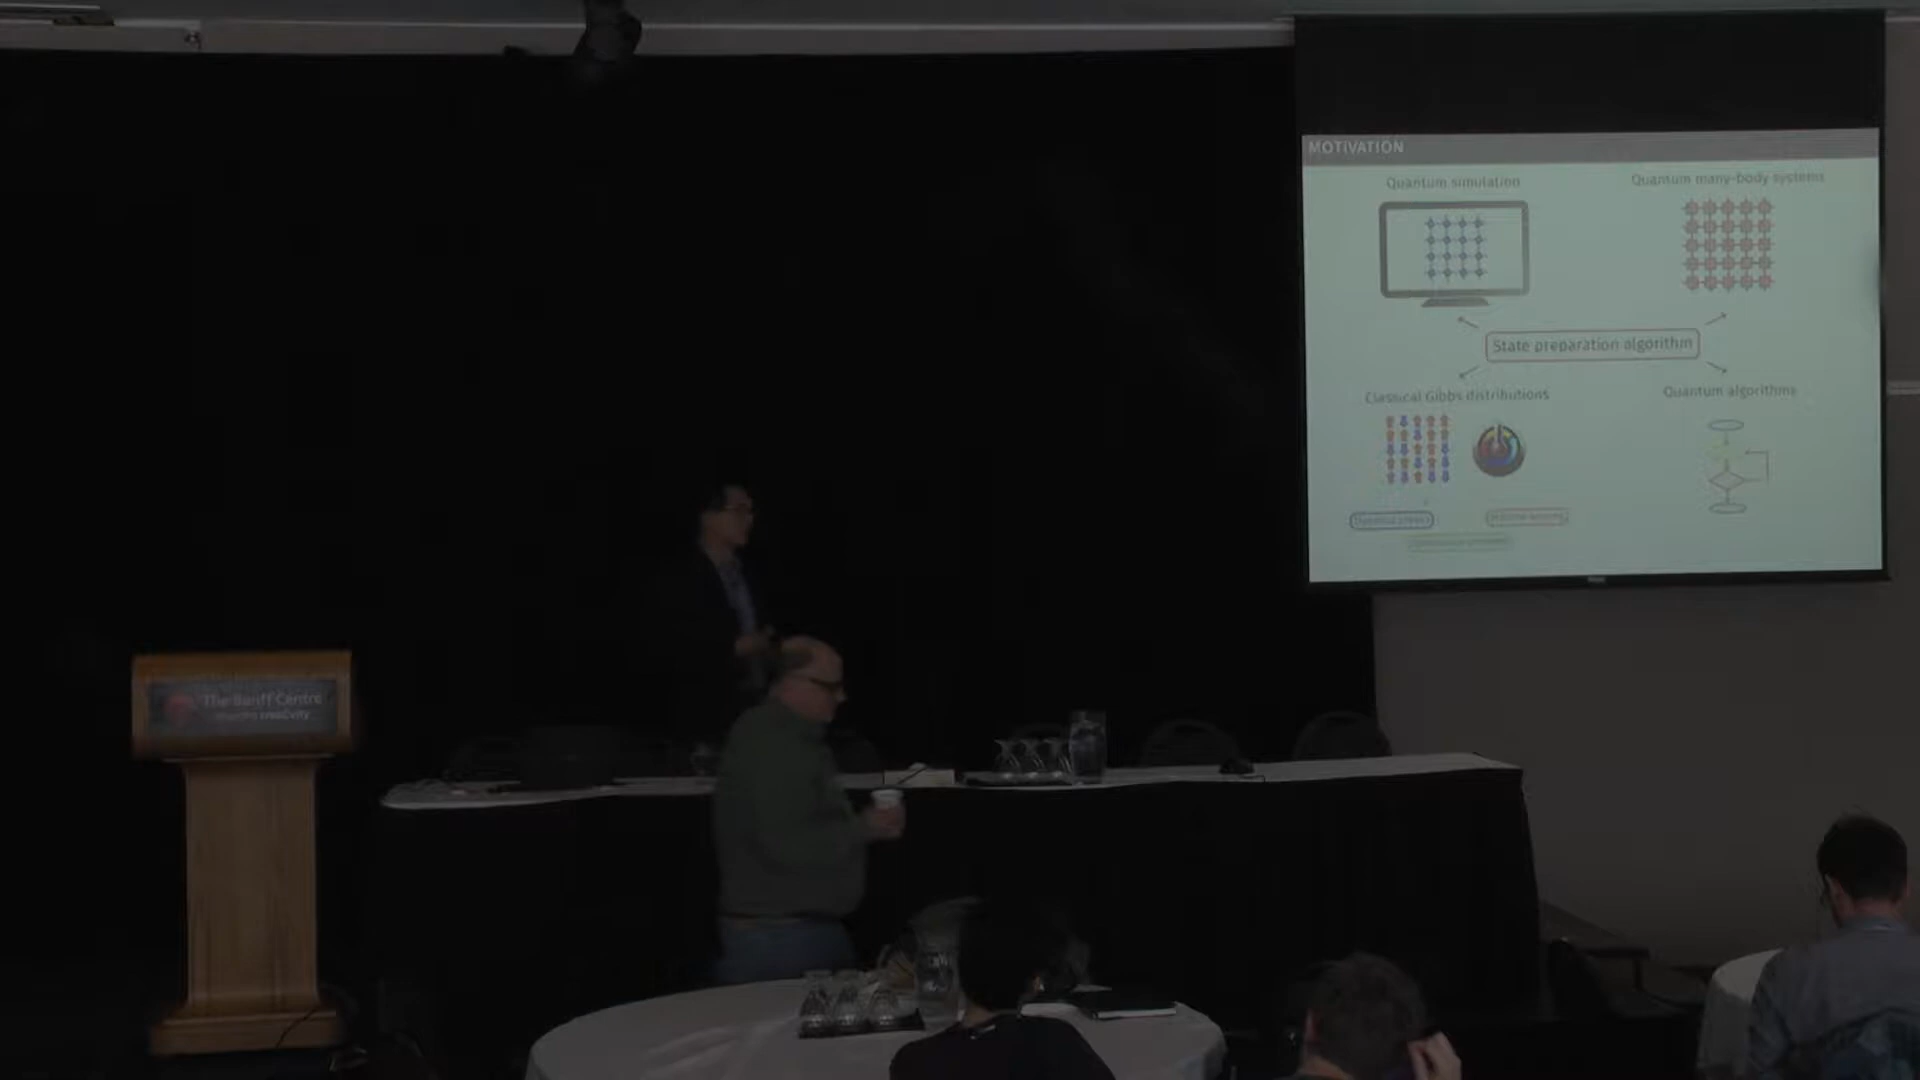 MOTIVATION
Quantum simulation
Quantum many-body systems
State preparation algorithm
Classical Gibbs distributions
Quantum algorithms
The Banff Centre